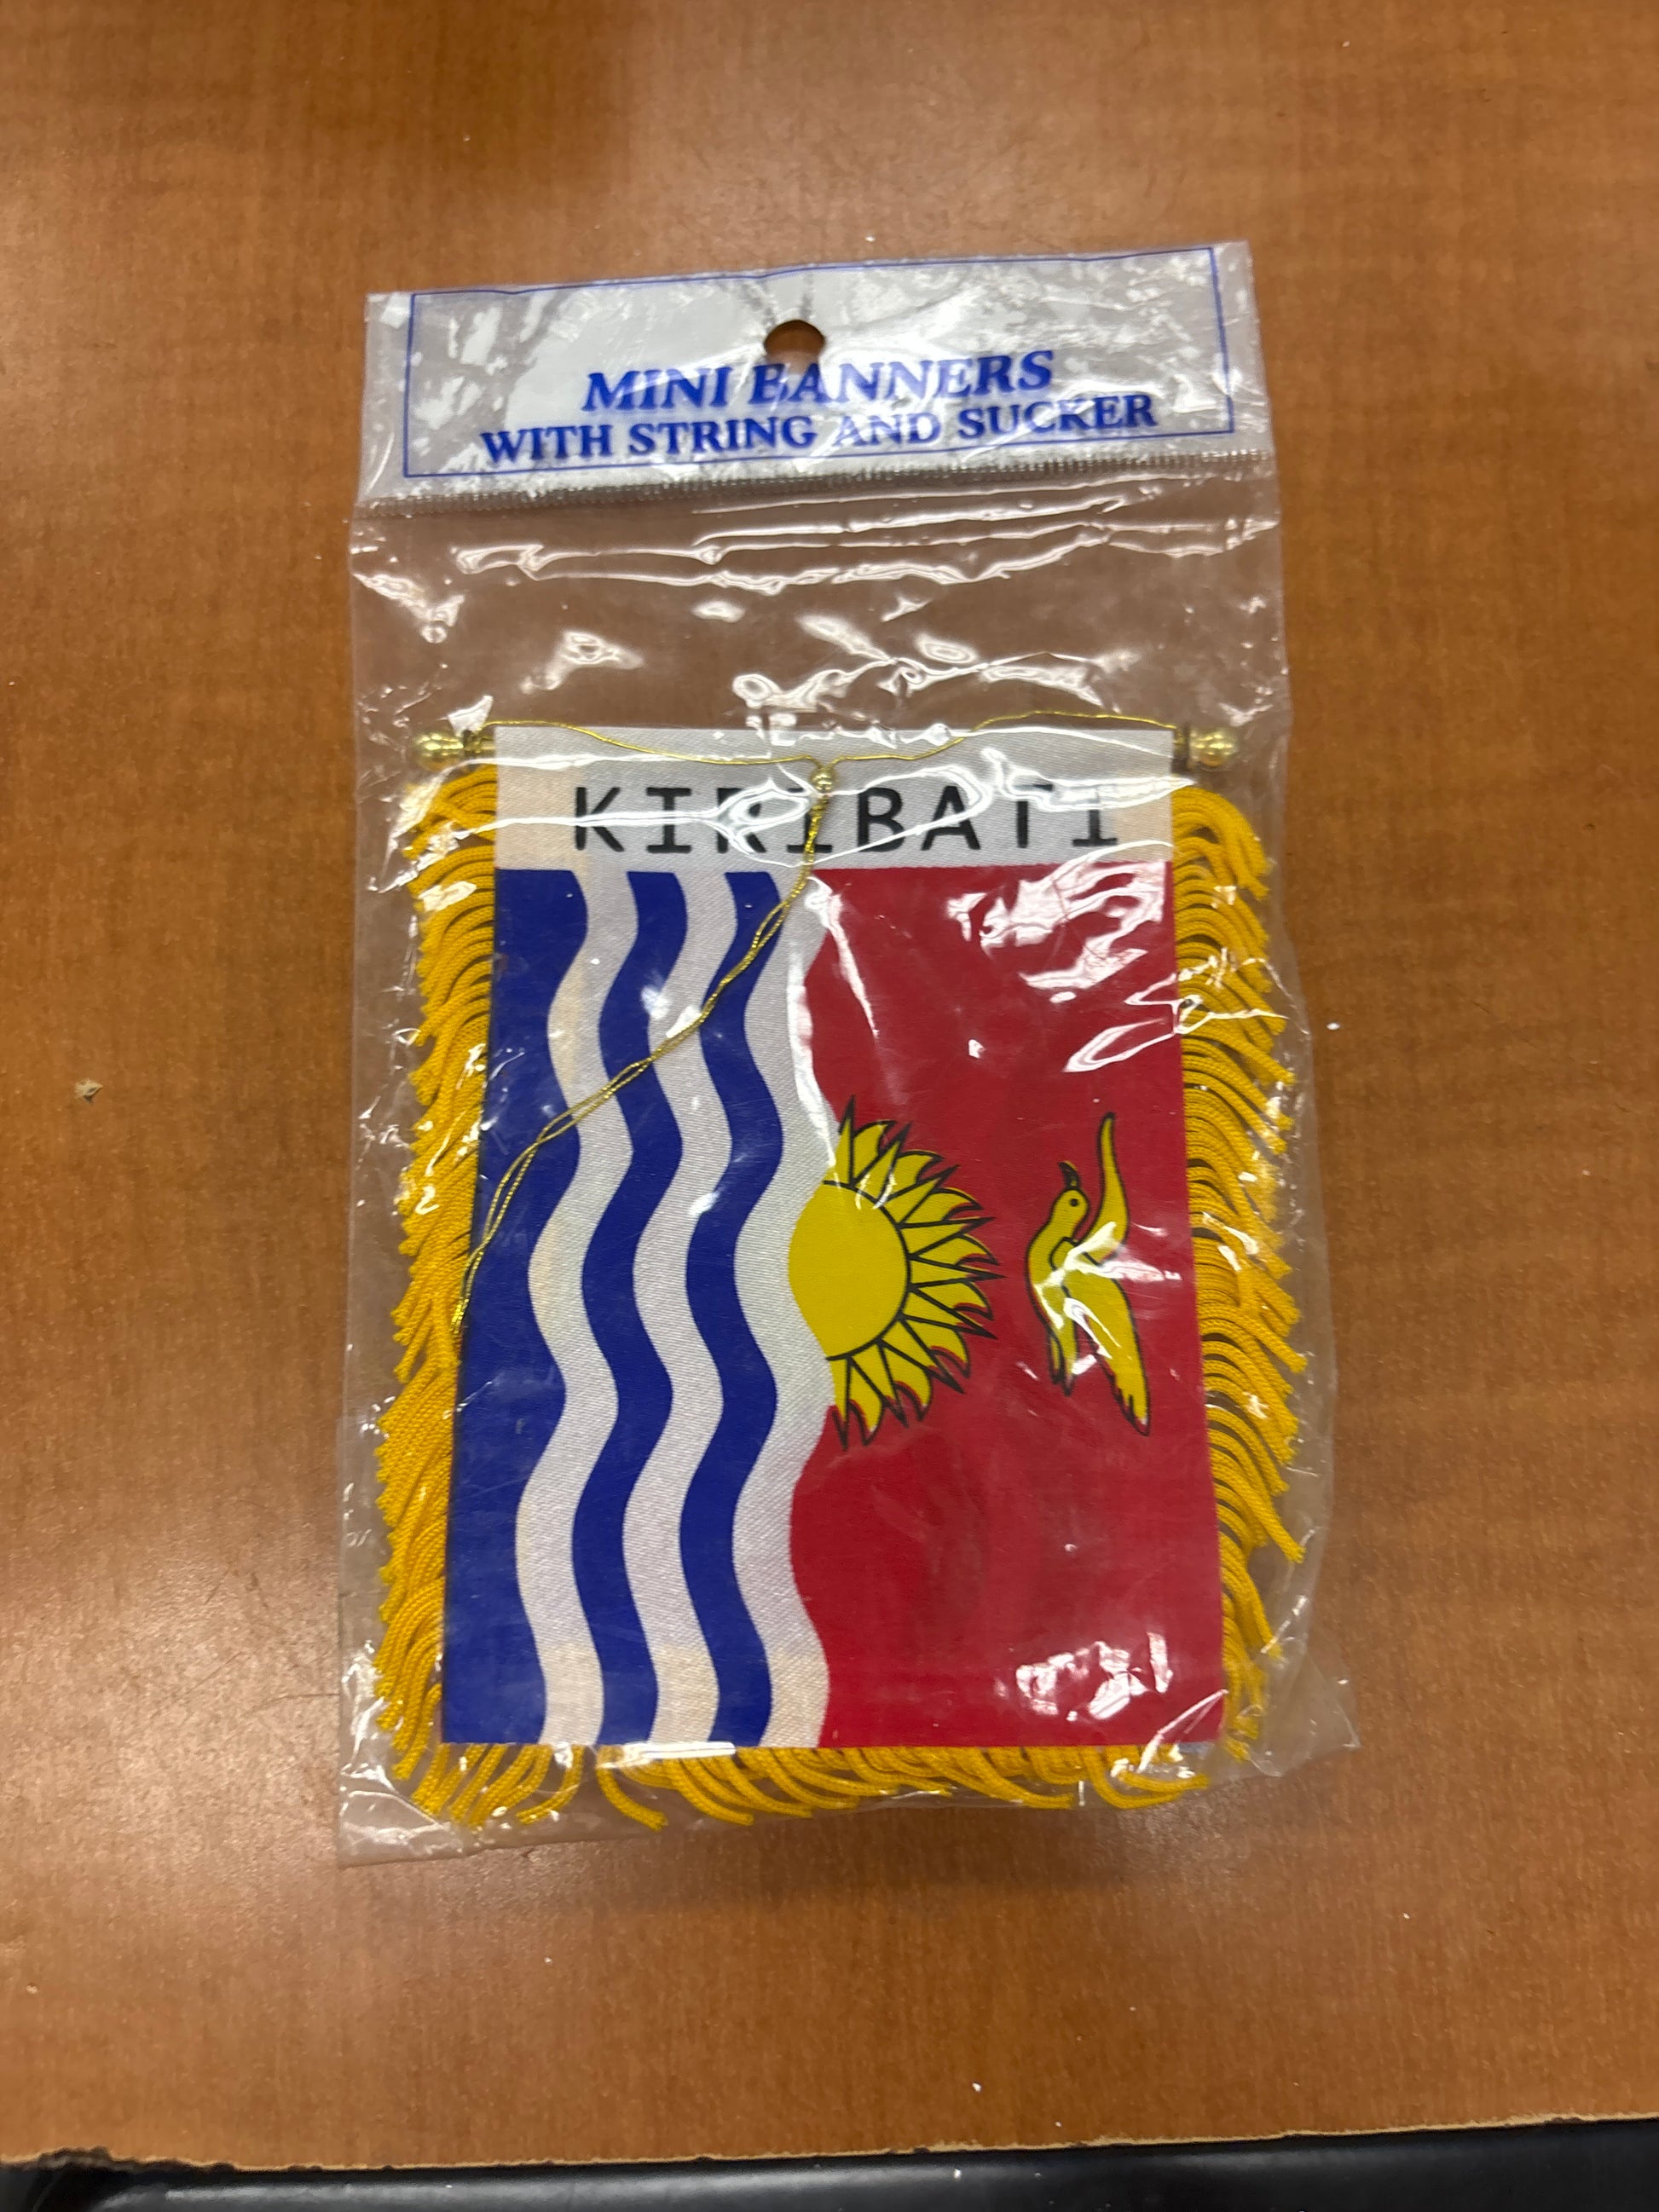 MINI BANNERS
WITH STRING AND SUCKER
KIRIBATI